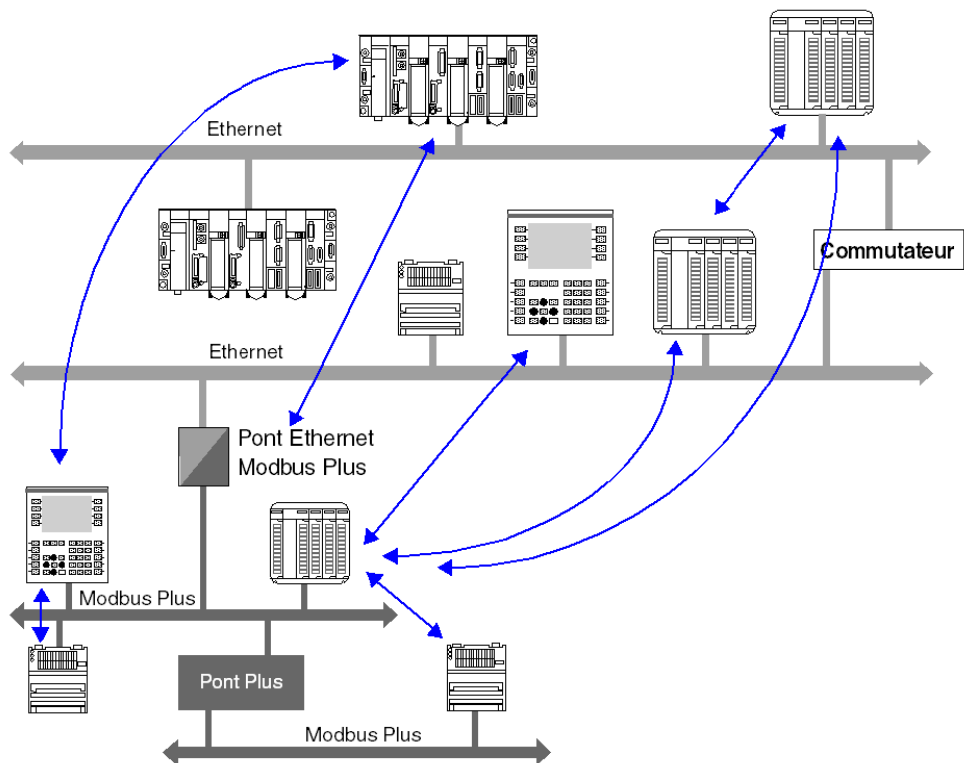 Ethernet
Commutateur
Ethernet
Pont Ethernet
Modbus Plus
Modbus Plus
Pont Plus
Modbus Plus